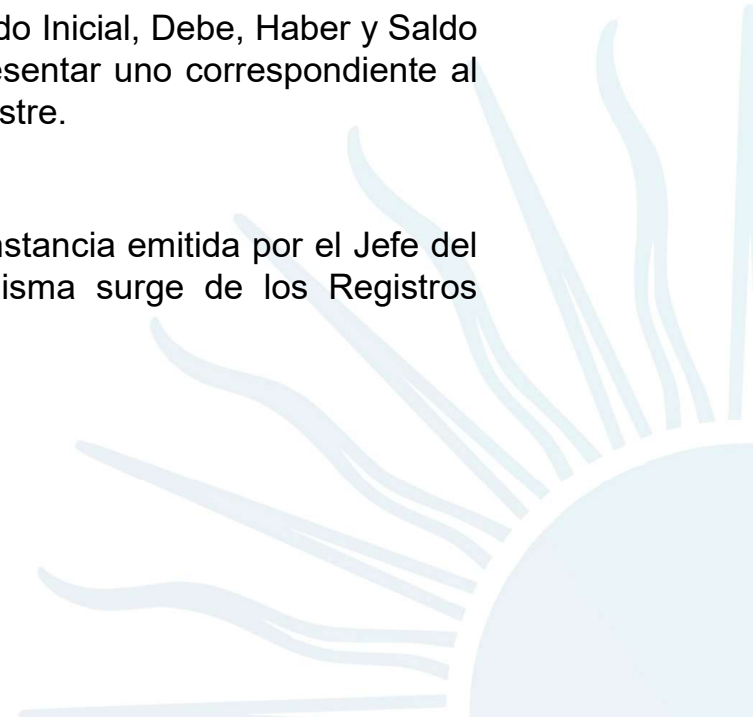 do Inicial, Debe, Haber y Saldo
esentar uno correspondiente al
stre.
nstancia emitida por el Jefe del
isma surge de los Registros